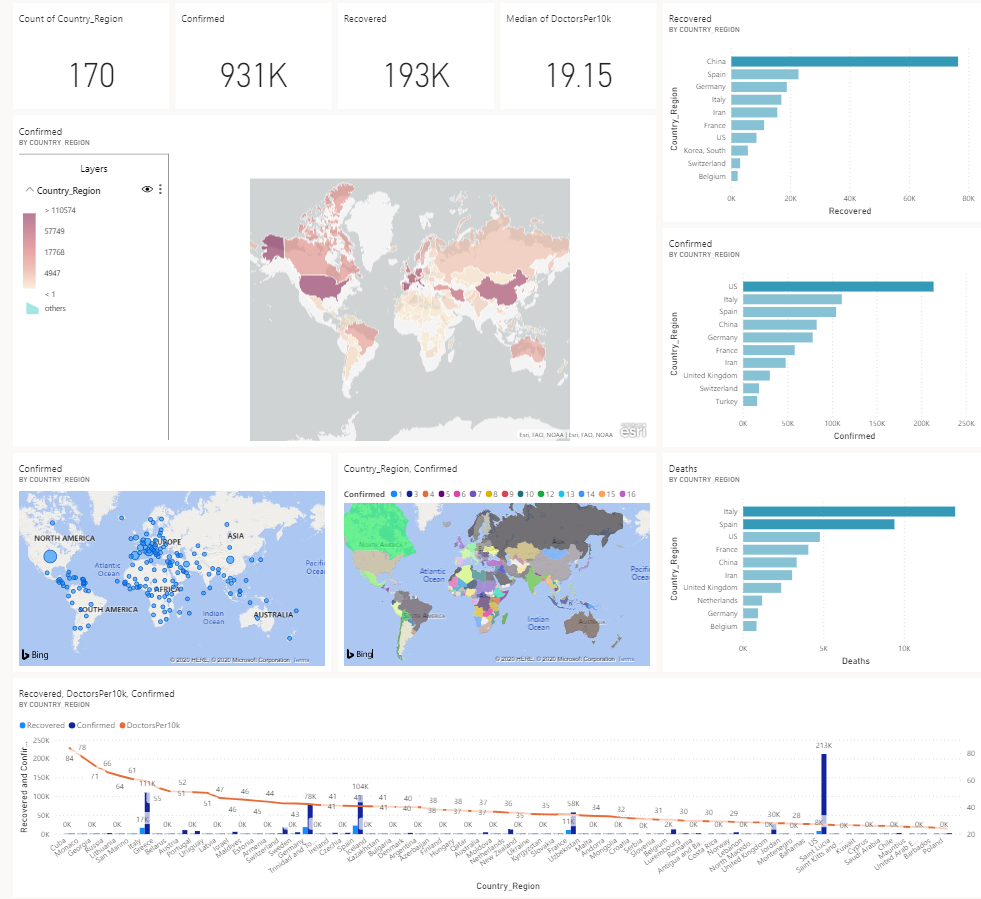 Count of Country_Region
170
Confirmed
931K
Recovered
193K
Median of DoctorsPer10k
19.15
Recovered
BY COUNTRY_REGION
Country_Region
China
Spain
Germany
Italy
Iran
France
US
Korea, South
Switzerland
Belgium
0K 20K 40K 60K 80K
Recovered
Confirmed
BY COUNTRY_REGION
Layers
Country_Region
> 110574
57749
17768
4947
< 1
others
Esri, FAO, NOAA | Esri, FAO, NOAA
esri
Confirmed
BY COUNTRY_REGION
Country_Region
US
Italy
Spain
China
Germany
France
Iran
United Kingdom
Switzerland
Turkey
0K 50K 100K 150K 200K 250K
Confirmed
Confirmed
BY COUNTRY_REGION
NORTH AMERICA
EUROPE
ASIA
Atlantic
Ocean
Pacific
Ocea
AFRICA
SOUTH AMERICA
Indian
Ocean
AUSTRALIA
Bing
© 2020 HERE, © 2020 Microsoft Corporation Terms
Country_Region, Confirmed
Confirmed 1 3 4 5 6 7 8 9 10 12 13 14 15 16
Atlantic
Ocean
Indian
Ocean
Bing
© 2020 HERE, © 2020 Microsoft Corporation Terms
Deaths
BY COUNTRY_REGION
Country_Region
Italy
Spain
US
France
China
Iran
United Kingdom
Netherlands
Germany
Belgium
0K 5K 10K
Deaths
Recovered, DoctorsPer10k, Confirmed
BY COUNTRY_REGION
Recovered Confirmed DoctorsPer10k
Recovered and Confir...
250K
200K
150K
100K
50K
0K
84 78 71 66 64 61 111K 17K 55 52 51 51 47 46 46 45 44 43 78K 41 41 104K 41 41 40 40 38 38 38 37 37 36 35 35 58K 11K 34 32 31 31 2K 30 30 29 30K 28 213K 8K
80
60
40
20
Cuba
Monaco
Georgia
Russia
Lithuania
San Marino
Italy
Greece
Belarus
Austria
Portugal
Uruguay
Latvia
Israel
Malta
Estonia
Armenia
Switzerland
Sweden
Germany
Trinidad and To...
Ireland
Czechia
Spain
Iceland
Kazakhstan
Bulgaria
Denmark
Argentina
Azerbaijan
Finland
Hungary
Qatar
Australia
Moldova
Netherlands
New Zealand
Ukraine
Kyrgyzstan
Slovakia
France
Uzbekistan
Andorra
Mongolia
Croatia
Serbia
Slovenia
Belgium
Luxembourg
Romania
Antigua and Ba...
Costa Rica
Norway
Lebanon
North Macedo...
United Kingdom
Jordan
Montenegro
Bahamas
US
Saint Lucia
Saint Kitts and...
Kuwait
Cyprus
Saudi Arabia
Chile
Mauritius
United Arab E...
Barbados
Poland
Country_Region